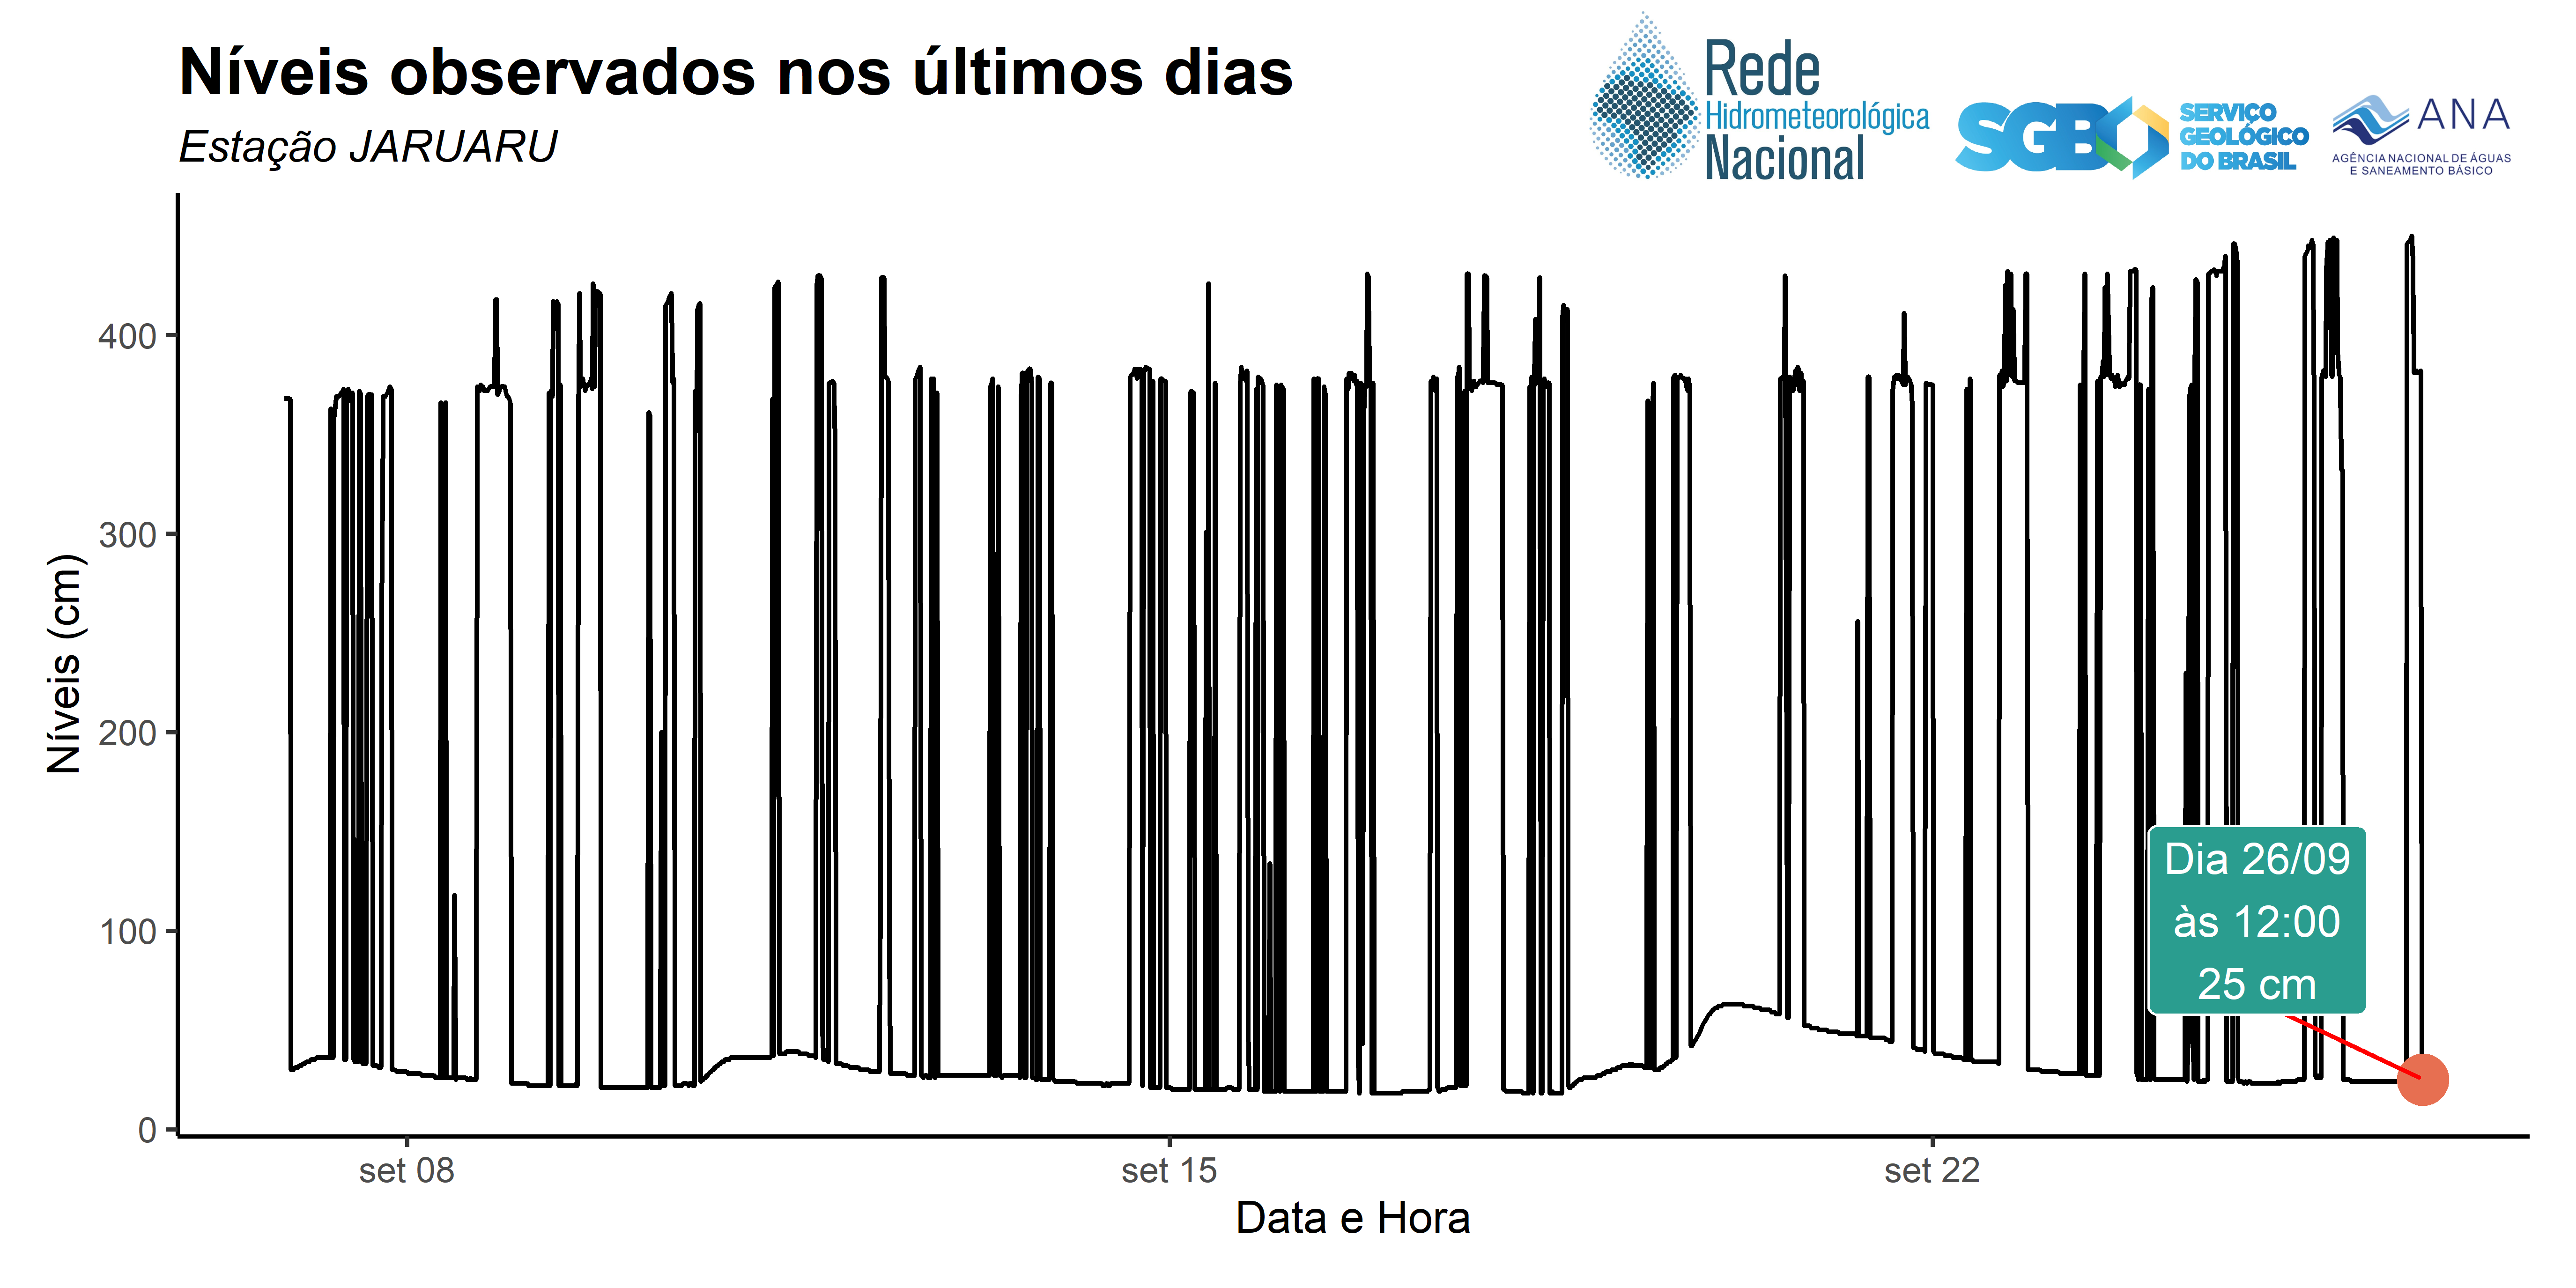 Níveis observados nos últimos dias
Estação JARUARU
Rede
Hidrometeorológica
Nacional
SGB
SERVIÇO
GEOLÓGICO
DO BRASIL
ANA
AGÊNCIA NACIONAL DE ÁGUAS
E SANEAMENTO BÁSICO
Níveis (cm)
400
300
200
100
0
Dia 26/09
às 12:00
25 cm
set 08
set 15
set 22
Data e Hora